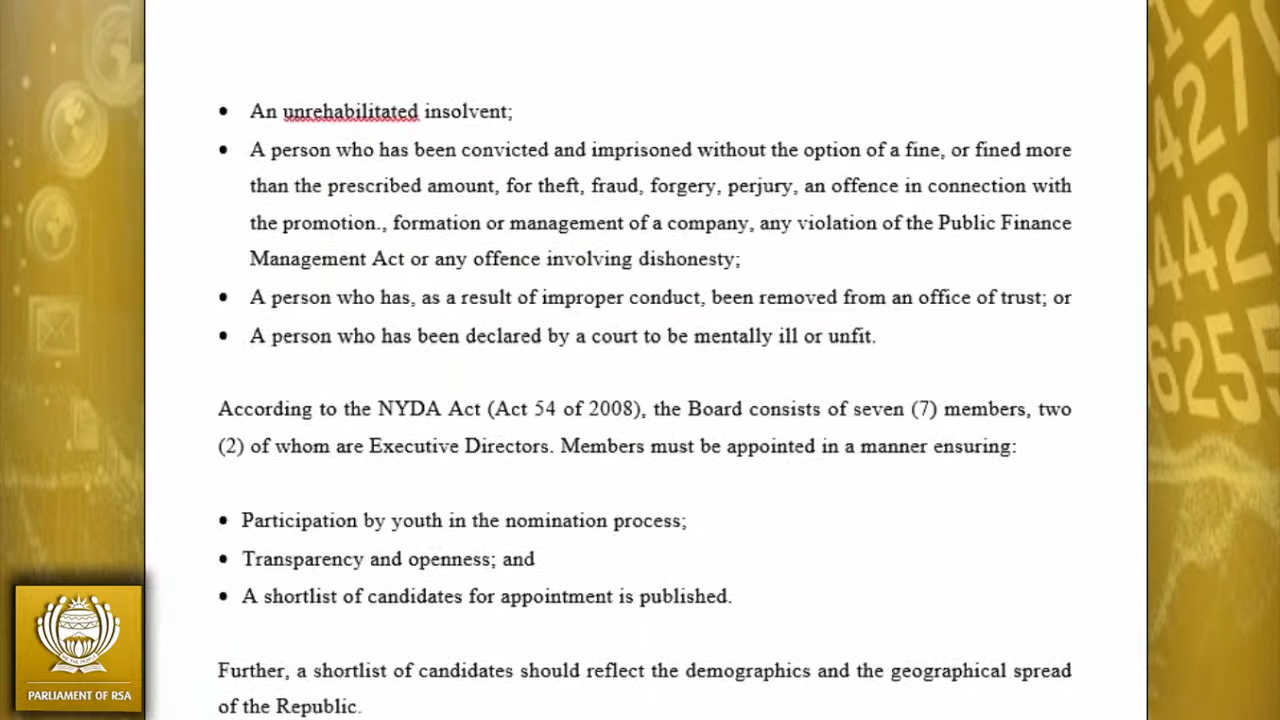 • An unrehabilitated insolvent;
• A person who has been convicted and imprisoned without the option of a fine, or fined more
than the prescribed amount, for theft, fraud, forgery, perjury, an offence in connection with
the promotion., formation or management of a company, any violation of the Public Finance
Management Act or any offence involving dishonesty;
• A person who has, as a result of improper conduct, been removed from an office of trust; or
• A person who has been declared by a court to be mentally ill or unfit.
According to the NYDA Act (Act 54 of 2008), the Board consists of seven (7) members, two
(2) of whom are Executive Directors. Members must be appointed in a manner ensuring:
• Participation by youth in the nomination process;
• Transparency and openness; and
• A shortlist of candidates for appointment is published.
Further, a shortlist of candidates should reflect the demographics and the geographical spread
of the Republic.
PARLIAMENT OF RSA
427
442
6255